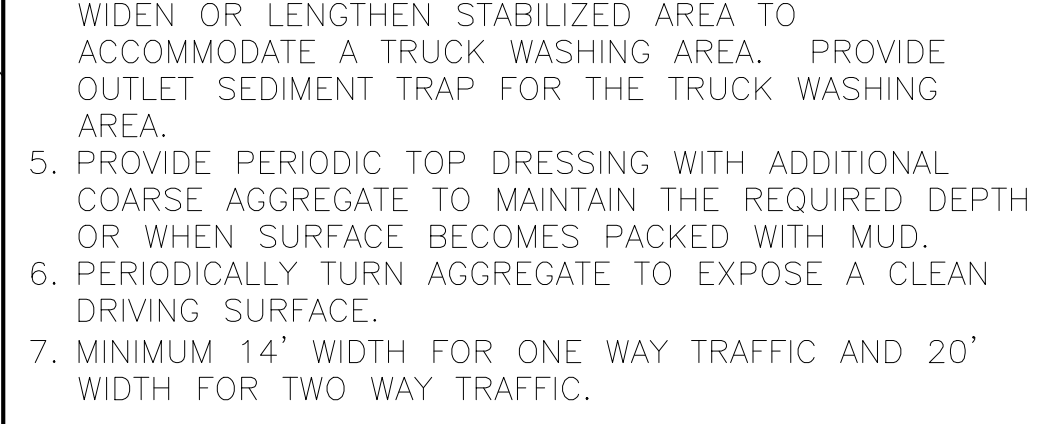 WIDEN OR LENGTHEN STABILIZED AREA TO
ACCOMMODATE A TRUCK WASHING AREA.  PROVIDE
OUTLET SEDIMENT TRAP FOR THE TRUCK WASHING
AREA.
5. PROVIDE PERIODIC TOP DRESSING WITH ADDITIONAL
COARSE AGGREGATE TO MAINTAIN THE REQUIRED DEPTH
OR WHEN SURFACE BECOMES PACKED WITH MUD.
6. PERIODICALLY TURN AGGREGATE TO EXPOSE A CLEAN
DRIVING SURFACE.
7. MINIMUM 14' WIDTH FOR ONE WAY TRAFFIC AND 20'
WIDTH FOR TWO WAY TRAFFIC.